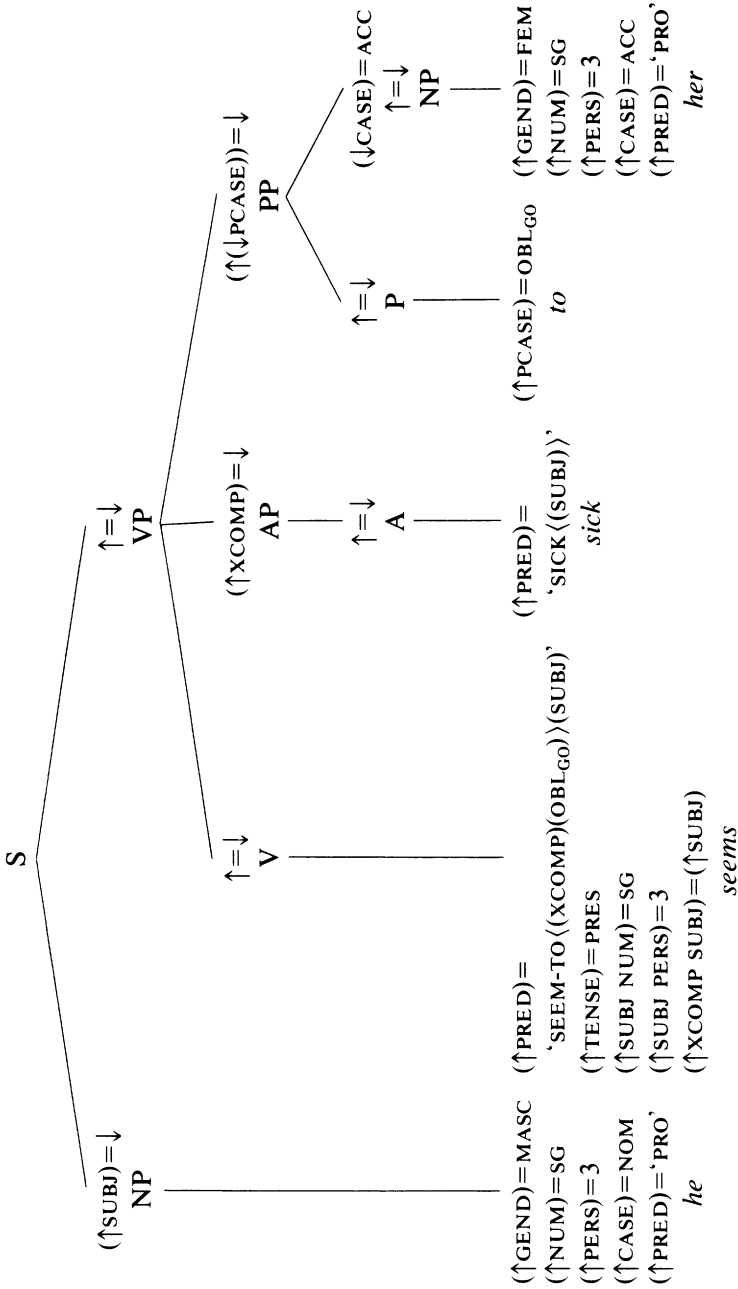 S
(↑SUBJ)=↓
NP
↑=↓
VP
↑=↓
V
(↑XCOMP)=↓
AP
(↑(↓PCASE))=↓
PP
↑=↓
A
↑=↓
P
(↓CASE)=ACC
↑=↓
NP
(↑GEND)=MASC
(↑NUM)=SG
(↑PERS)=3
(↑CASE)=NOM
(↑PRED)=‘PRO’
he
(↑PRED)=
‘SEEM-TO⟨(XCOMP)(OBL_GO)⟩(SUBJ)’
(↑TENSE)=PRES
(↑SUBJ NUM)=SG
(↑SUBJ PERS)=3
(↑XCOMP SUBJ)=(↑SUBJ)
seems
(↑PRED)=
‘SICK⟨(SUBJ)⟩’
sick
(↑PCASE)=OBL_GO
to
(↑GEND)=FEM
(↑NUM)=SG
(↑PERS)=3
(↑CASE)=ACC
(↑PRED)=‘PRO’
her